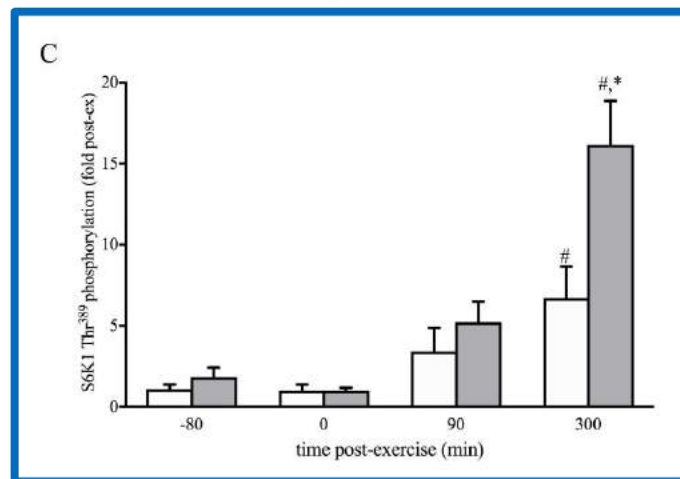 C
S6K1 Thr³⁸⁹ phosphorylation (fold post-ex)
20
15
10
5
0
#
#,*
-80 0 90 300
time post-exercise (min)